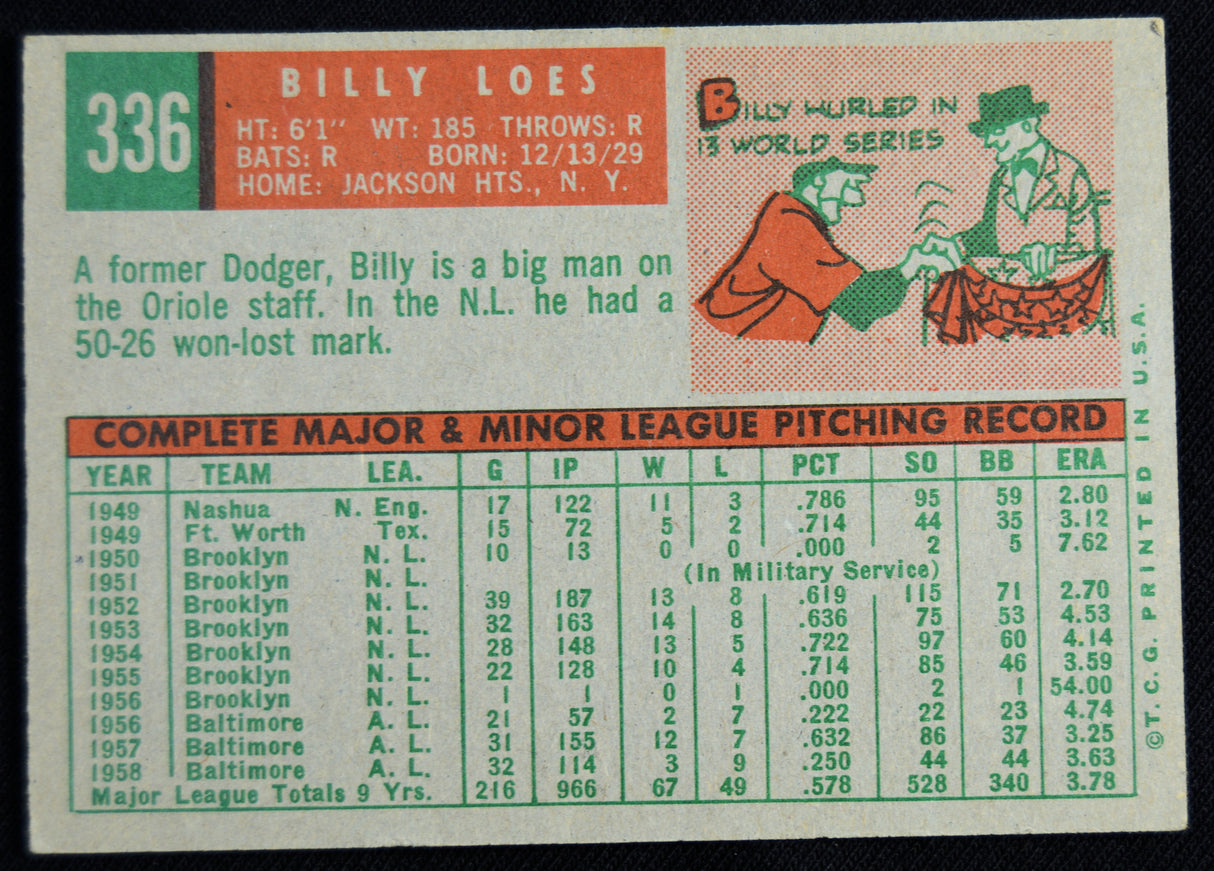 336
BILLY LOES
HT: 6'1" WT: 185 THROWS: R
BATS: R BORN: 12/13/29
HOME: JACKSON HTS., N. Y.
BILLY HURLED IN
13 WORLD SERIES
A former Dodger, Billy is a big man on
the Oriole staff. In the N.L. he had a
50-26 won-lost mark.
COMPLETE MAJOR & MINOR LEAGUE PITCHING RECORD
YEAR TEAM LEA. G IP W L PCT SO BB ERA
1949 Nashua N. Eng. 17 122 11 3 .786 95 59 2.80
1949 Ft. Worth Tex. 15 72 5 2 .714 44 35 3.12
1950 Brooklyn N. L. 10 13 0 0 .000 2 5 7.62
1951 Brooklyn N. L. (In Military Service)
1952 Brooklyn N. L. 39 187 13 8 .619 115 71 2.70
1953 Brooklyn N. L. 32 163 14 8 .636 75 53 4.53
1954 Brooklyn N. L. 28 148 13 5 .722 97 60 4.14
1955 Brooklyn N. L. 22 128 10 4 .714 85 46 3.59
1956 Brooklyn N. L. 1 1 0 1 .000 2 1 54.00
1956 Baltimore A. L. 21 57 2 7 .222 22 23 4.74
1957 Baltimore A. L. 31 155 12 7 .632 86 37 3.25
1958 Baltimore A. L. 32 114 3 9 .250 44 44 3.63
Major League Totals 9 Yrs. 216 966 67 49 .578 528 340 3.78
©T. C. G. PRINTED IN U.S.A.